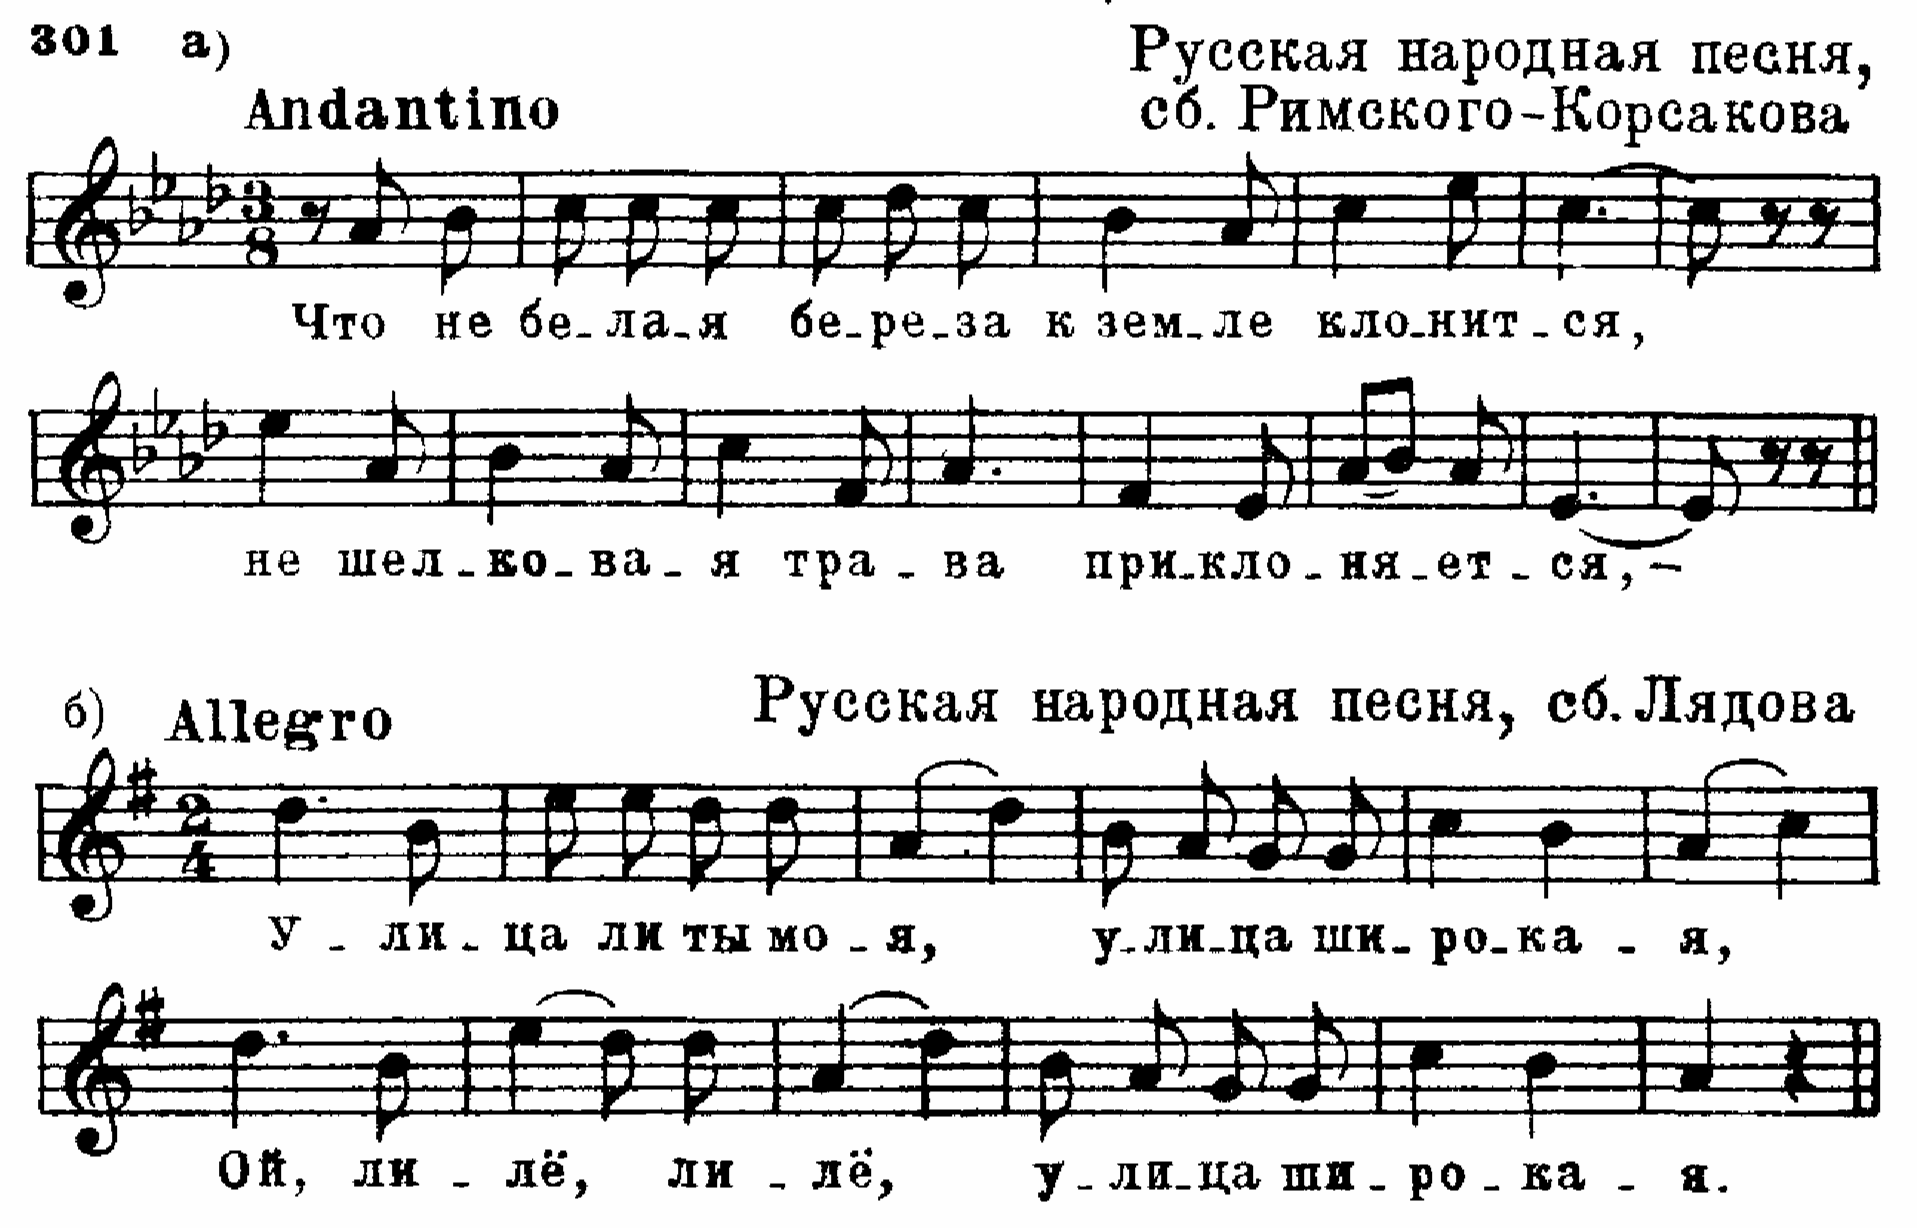 301 а)
Русская народная песня,
Andantino
сб. Римского-Корсакова
3
8
Что не бе-ла-я бе-ре-за к зем-ле кло-нит-ся,
не шел-ко-ва-я тра-ва при-кло-ня-ет-ся,–
б) Allegro
Русская народная песня, сб. Лядова
2
4
У-ли-ца ли ты мо-я, у-ли-ца ши-ро-ка-я,
Ой, ли-лё, ли-лё, у-ли-ца ши-ро-ка-я.